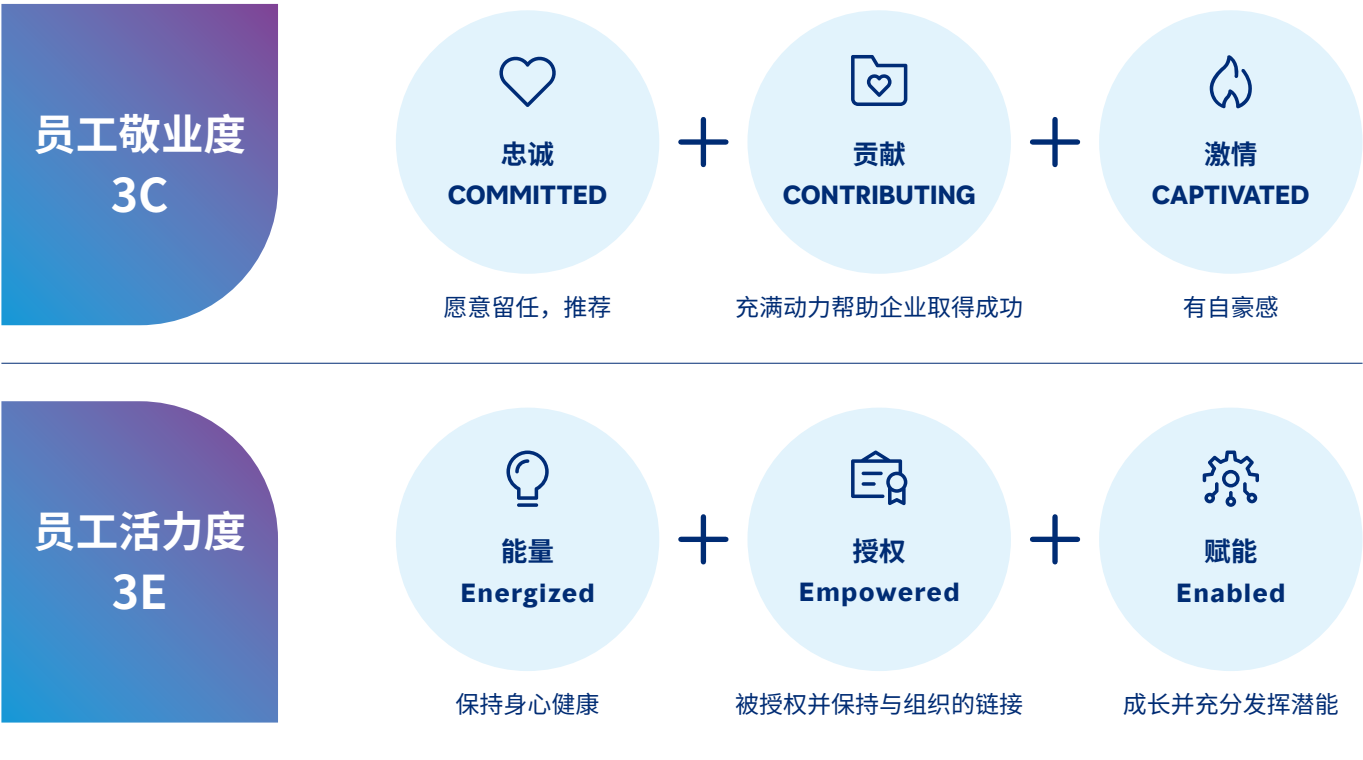 员工敬业度
3C
忠诚
COMMITTED
愿意留任，推荐
贡献
CONTRIBUTING
充满动力帮助企业取得成功
激情
CAPTIVATED
有自豪感
员工活力度
3E
能量
Energized
保持身心健康
授权
Empowered
被授权并保持与组织的链接
赋能
Enabled
成长并充分发挥潜能